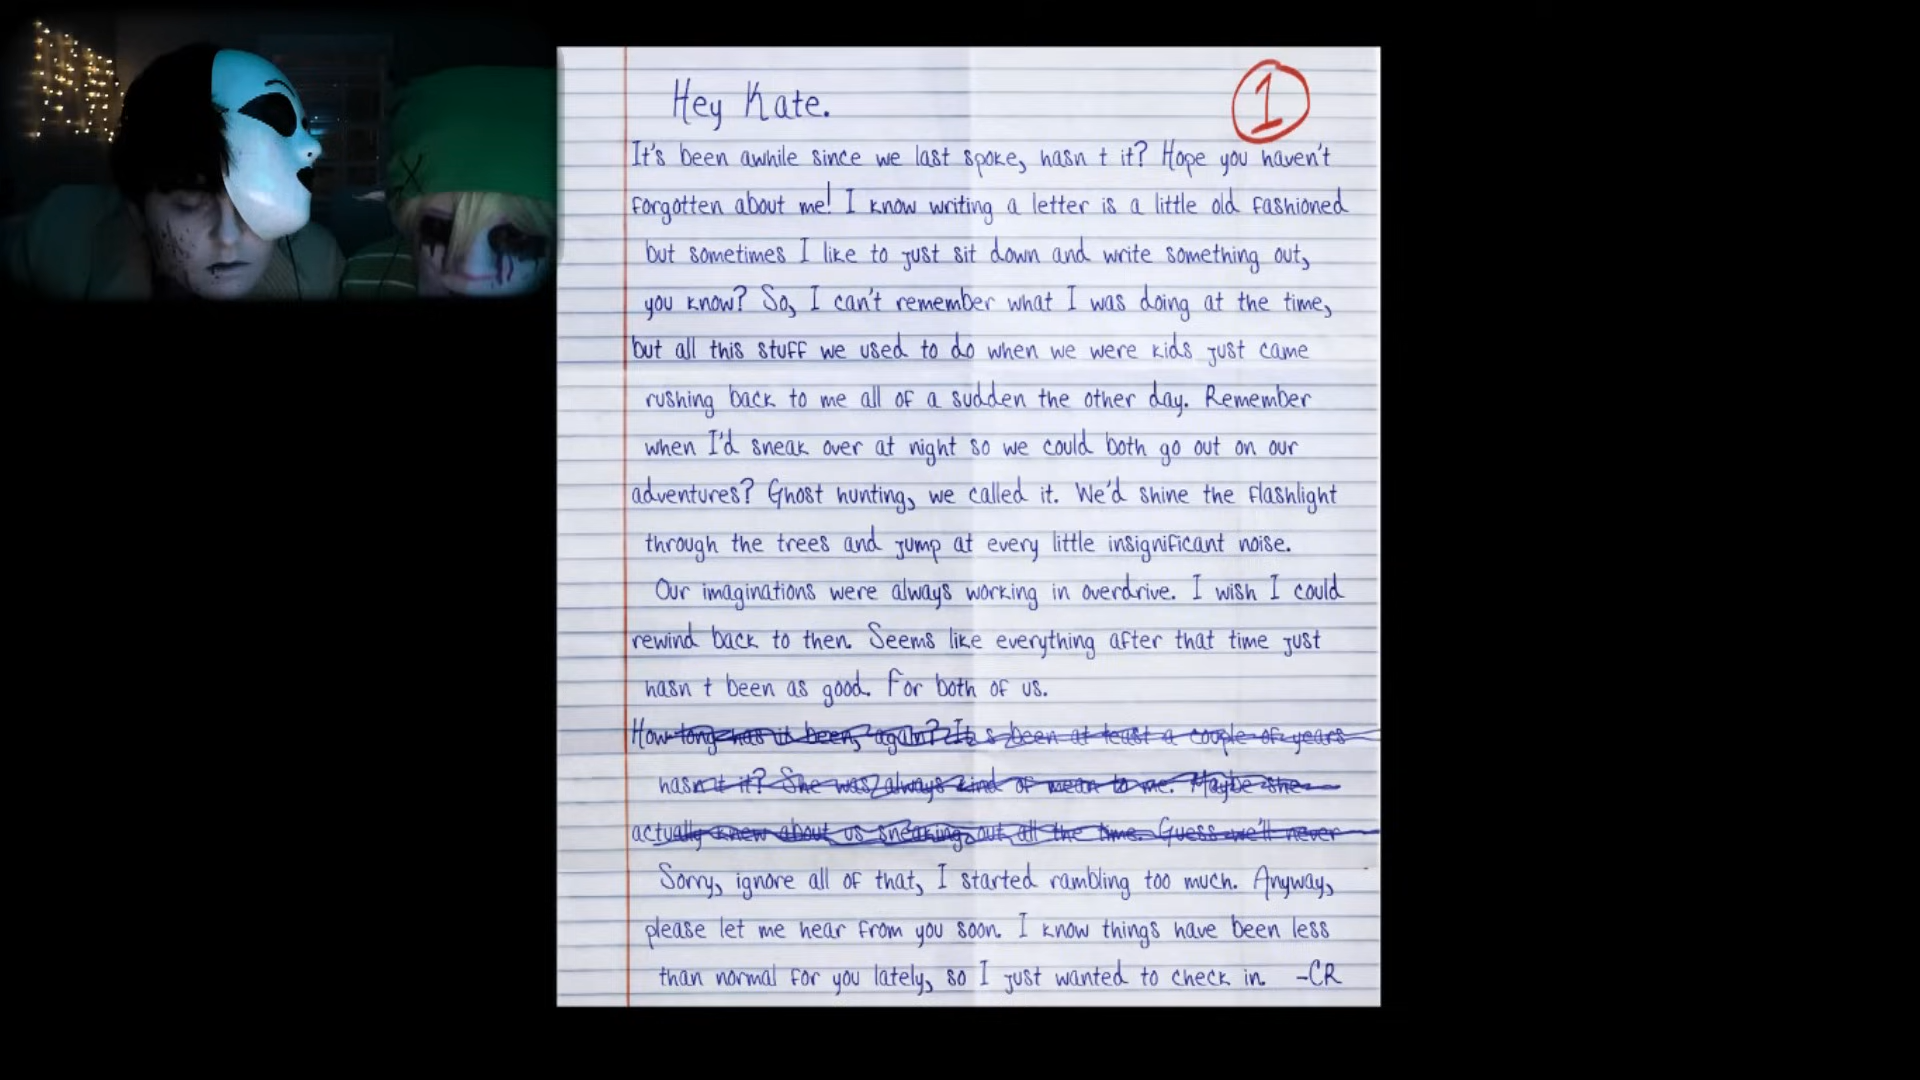 Hey Kate.
1
It's been awhile since we last spoke, hasn t it? Hope you haven't
forgotten about me! I know writing a letter is a little old fashioned
but sometimes I like to just sit down and write something out,
you know? So, I can't remember what I was doing at the time,
but all this stuff we used to do when we were kids just came
rushing back to me all of a sudden the other day. Remember
when I'd sneak over at night so we could both go out on our
adventures? Ghost hunting, we called it. We'd shine the flashlight
through the trees and jump at every little insignificant noise.
Our imaginations were always working in overdrive. I wish I could
rewind back to then. Seems like everything after that time just
hasn t been as good. For both of us.
How long has it been, again? It s been at least a couple of years
hasn t it? She was always kind of mean to me. Maybe she
actually knew about us sneaking out all the time. Guess we'll never
Sorry, ignore all of that, I started rambling too much. Anyway,
please let me hear from you soon. I know things have been less
than normal for you lately, so I just wanted to check in. -CR